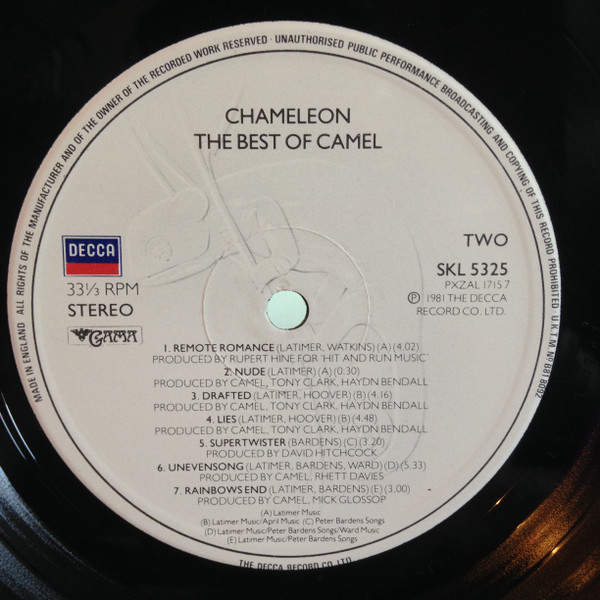 MADE IN ENGLAND ALL RIGHTS OF THE MANUFACTURER AND OF THE OWNER OF THE RECORDED WORK RESERVED · UNAUTHORISED PUBLIC PERFORMANCE BROADCASTING AND COPYING OF THIS RECORD PROHIBITED U.K.T.M. No B818092
CHAMELEON
THE BEST OF CAMEL
DECCA
33⅓ RPM
STEREO
GAMA
TWO
SKL 5325
PXZAL 1715 7
Ⓟ 1981 THE DECCA
RECORD CO. LTD.
1. REMOTE ROMANCE (LATIMER, WATKINS) (A) (4.02)
PRODUCED BY RUPERT HINE FOR 'HIT AND RUN MUSIC'
2. NUDE (LATIMER) (A) (0.30)
PRODUCED BY CAMEL, TONY CLARK, HAYDN BENDALL
3. DRAFTED (LATIMER, HOOVER) (B) (4.16)
PRODUCED BY CAMEL, TONY CLARK, HAYDN BENDALL
4. LIES (LATIMER, HOOVER) (B) (4.48)
PRODUCED BY CAMEL, TONY CLARK, HAYDN BENDALL
5. SUPERTWISTER (BARDENS) (C) (3.20)
PRODUCED BY DAVID HITCHCOCK
6. UNEVENSONG (LATIMER, BARDENS, WARD) (D) (5.33)
PRODUCED BY CAMEL, RHETT DAVIES
7. RAINBOWS END (LATIMER, BARDENS) (E) (3.00)
PRODUCED BY CAMEL, MICK GLOSSOP
(A) Latimer Music
(B) Latimer Music/April Music (C) Peter Bardens Songs
(D) Latimer Music/Peter Bardens Songs/Ward Music
(E) Latimer Music/Peter Bardens Songs
THE DECCA RECORD CO. LTD.